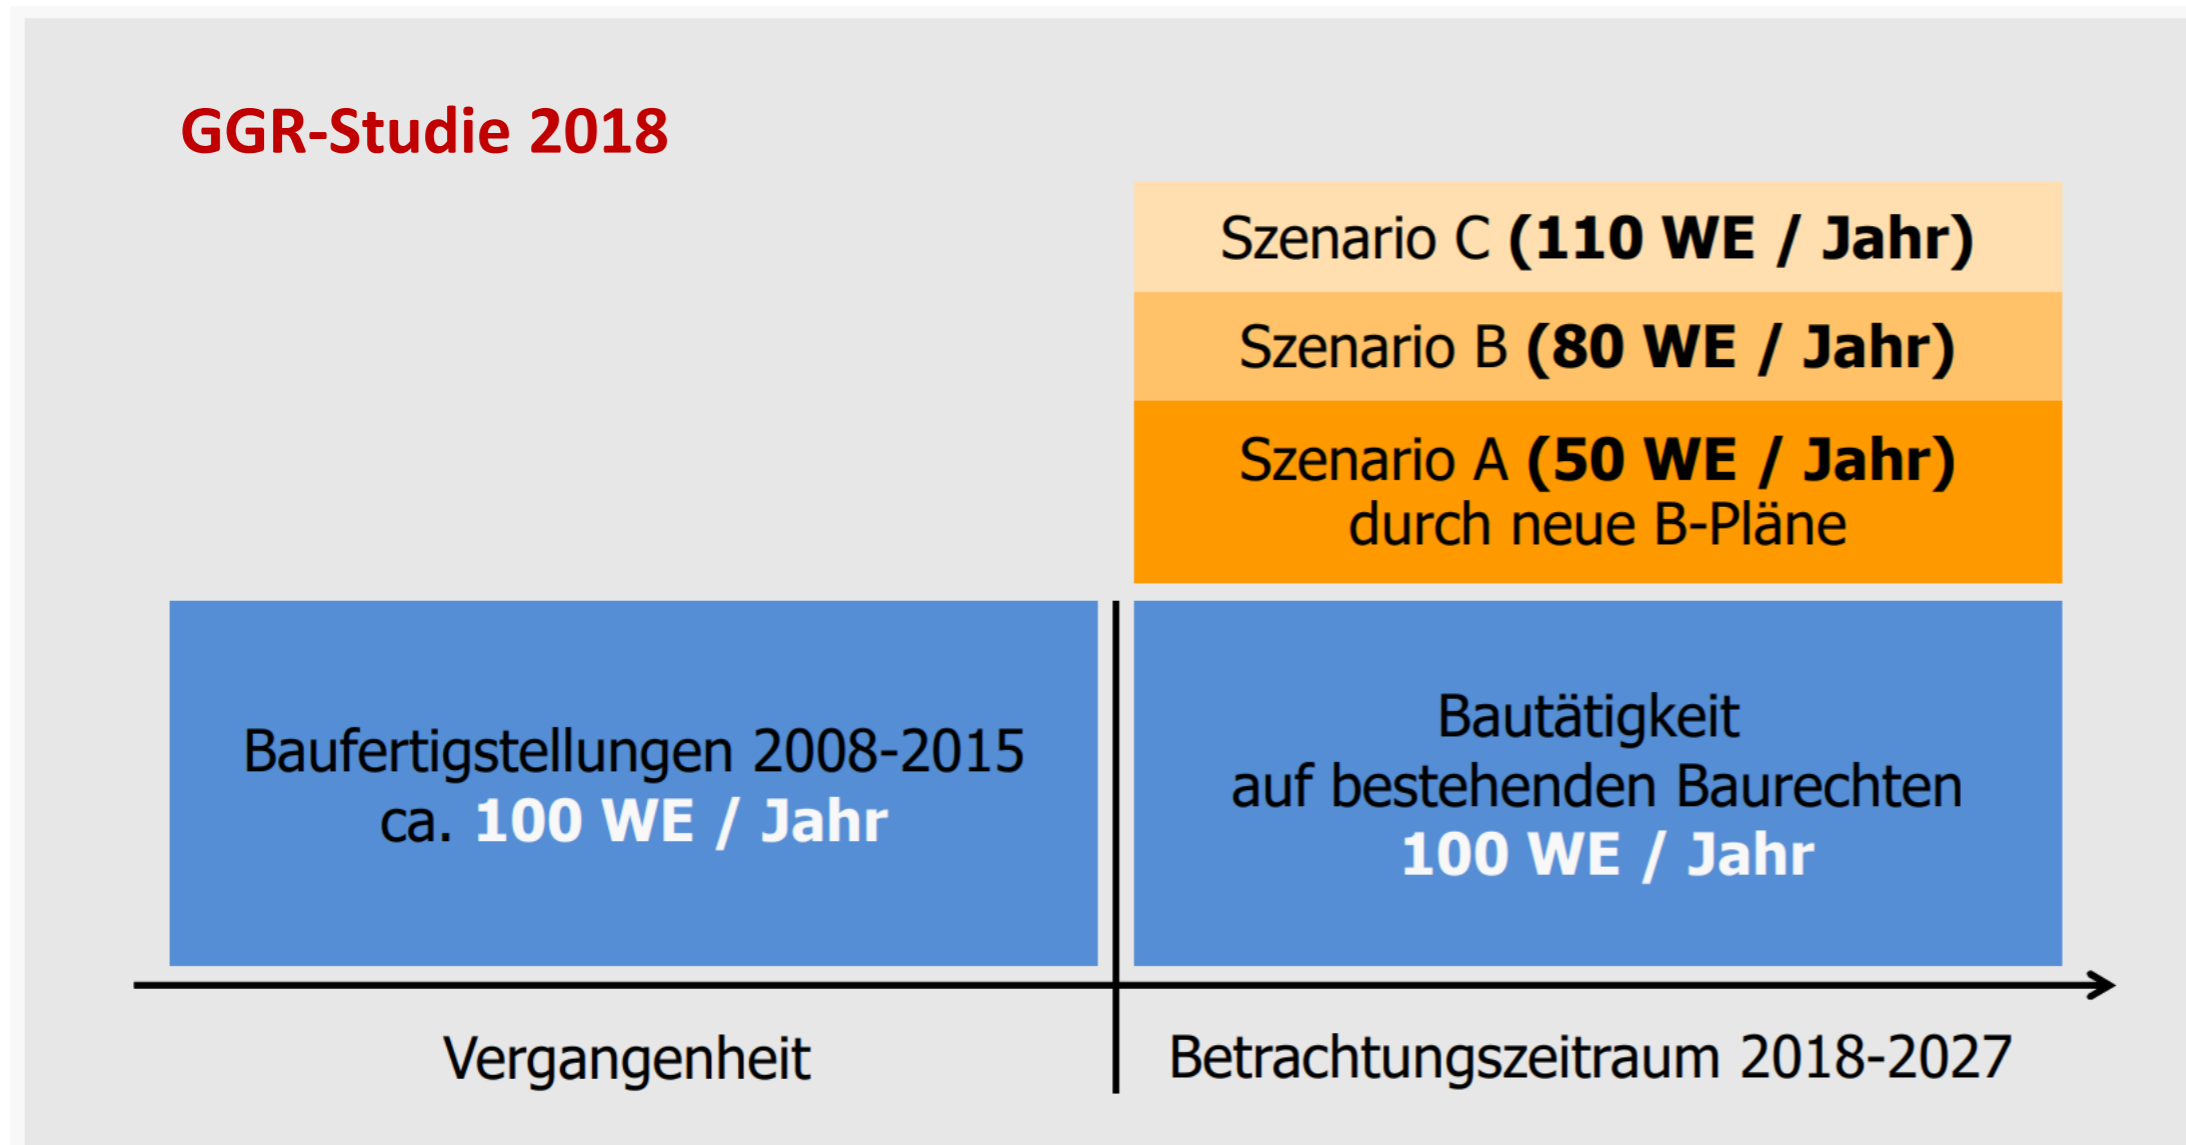 GGR-Studie 2018
Szenario C (110 WE / Jahr)
Szenario B (80 WE / Jahr)
Szenario A (50 WE / Jahr)
durch neue B-Pläne
Baufertigstellungen 2008-2015
ca. 100 WE / Jahr
Bautätigkeit
auf bestehenden Baurechten
100 WE / Jahr
Vergangenheit
Betrachtungszeitraum 2018-2027